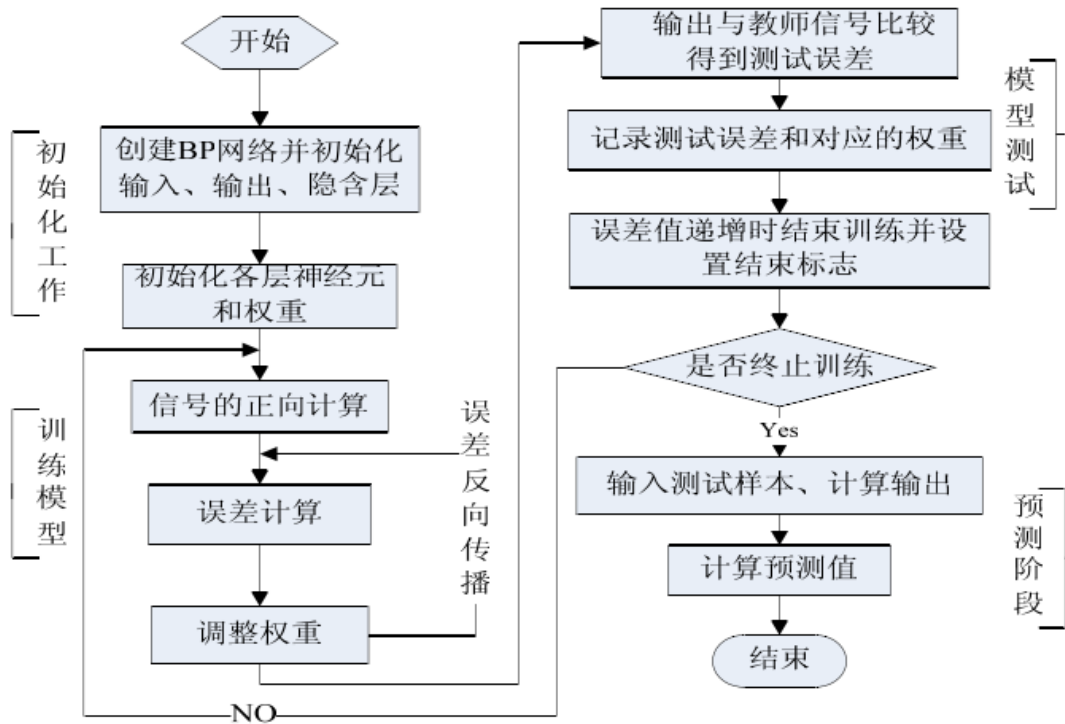 开始
初始化工作
创建BP网络并初始化
输入、输出、隐含层
初始化各层神经元
和权重
训练模型
信号的正向计算
误差计算
调整权重
误差反向传播
NO
输出与教师信号比较
得到测试误差
模型测试
记录测试误差和对应的权重
误差值递增时结束训练并设
置结束标志
是否终止训练
Yes
输入测试样本、计算输出
预测阶段
计算预测值
结束